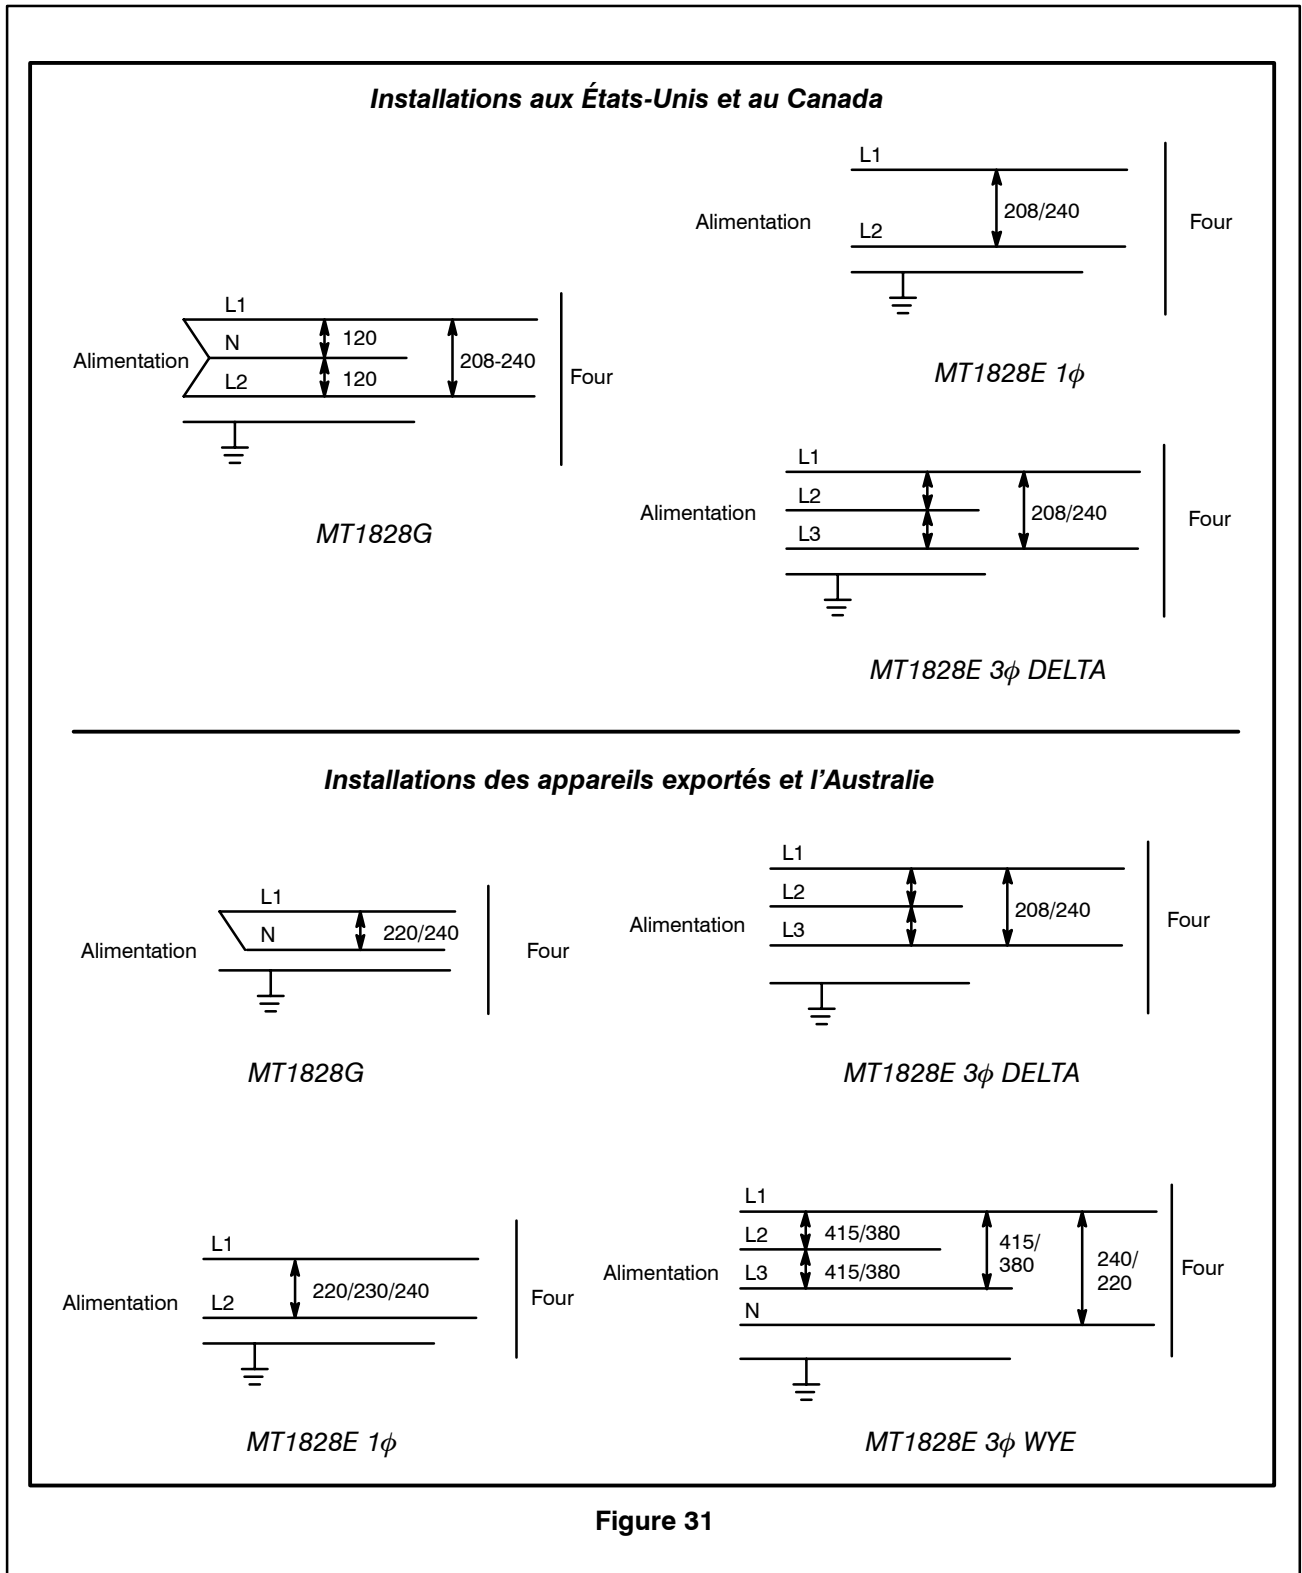 Installations aux États-Unis et au Canada
L1
208/240
Alimentation
L2
Four
MT1828E 1ϕ
L1
N
120
Alimentation
208-240
L2
120
Four
MT1828G
L1
L2
Alimentation
208/240
Four
L3
MT1828E 3ϕ DELTA
Installations des appareils exportés et l'Australie
L1
N
220/240
Alimentation
Four
MT1828G
L1
L2
208/240
Alimentation
L3
Four
MT1828E 3ϕ DELTA
L1
220/230/240
Alimentation
L2
Four
MT1828E 1ϕ
L1
L2
415/380
415/
380
240/
220
Alimentation
L3
415/380
Four
N
MT1828E 3ϕ WYE
Figure 31